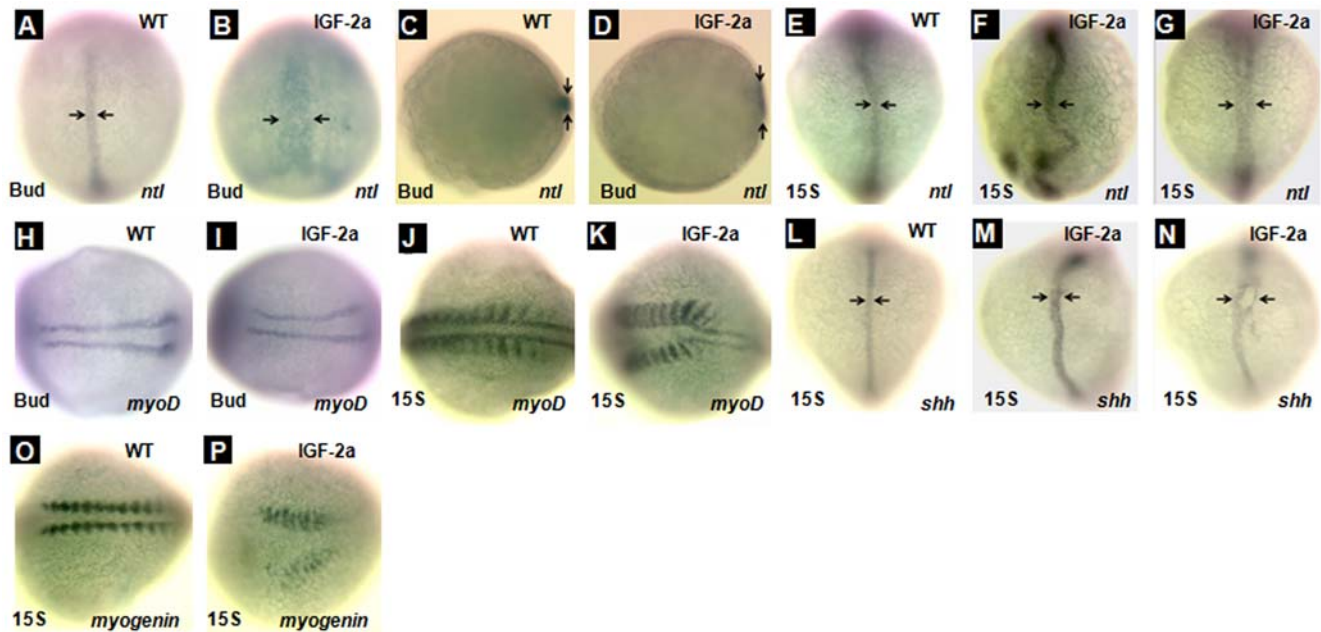 A WT
Bud ntl
B IGF-2a
Bud ntl
C WT
Bud ntl
D IGF-2a
Bud ntl
E WT
15S ntl
F IGF-2a
15S ntl
G IGF-2a
15S ntl
H WT
Bud myoD
I IGF-2a
Bud myoD
J WT
15S myoD
K IGF-2a
15S myoD
L WT
15S shh
M IGF-2a
15S shh
N IGF-2a
15S shh
O WT
15S myogenin
P IGF-2a
15S myogenin